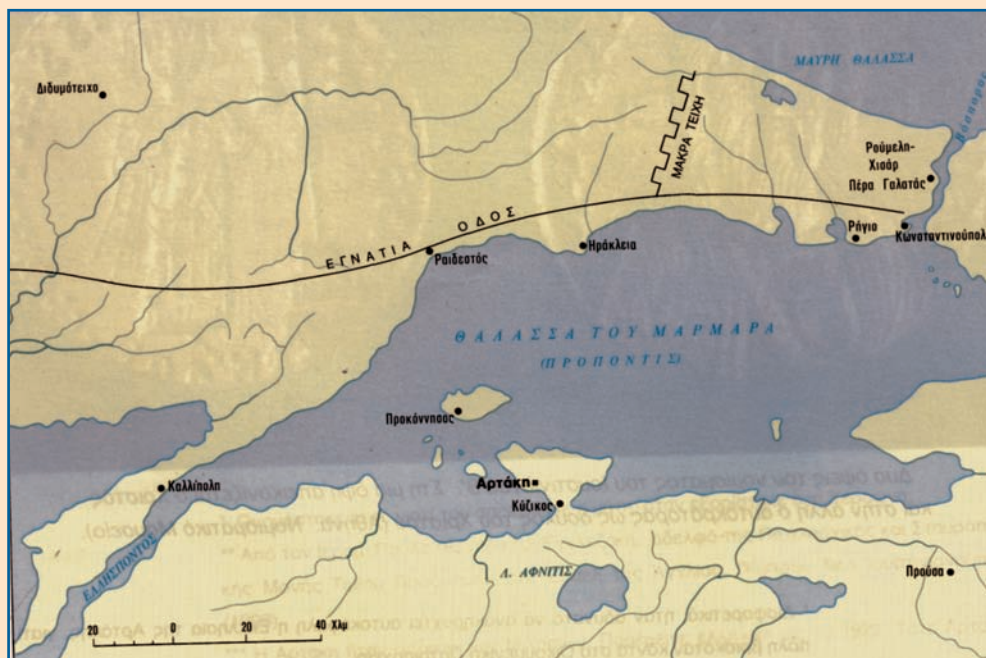 ΜΑΥΡΗ ΘΑΛΑΣΣΑ
Διδυμότειχο
Βόσπορος
ΜΑΚΡΑ ΤΕΙΧΗ
Ρούμελη-
Χισάρ
Πέρα Γαλατάς
ΕΓΝΑΤΙΑ ΟΔΟΣ
Ραιδεστός
Ηράκλεια
Ρήγιο
Κωνσταντινούπολ
ΘΑΛΑΣΣΑ ΤΟΥ ΜΑΡΜΑΡΑ
(ΠΡΟΠΟΝΤΙΣ)
Προκόννησος
Καλλίπολη
Αρτάκη
Κύζικος
ΕΛΛΗΣΠΟΝΤΟΣ
Λ. ΑΦΝΙΤΙΣ
Προύσα
20 0 20 40 Χλμ